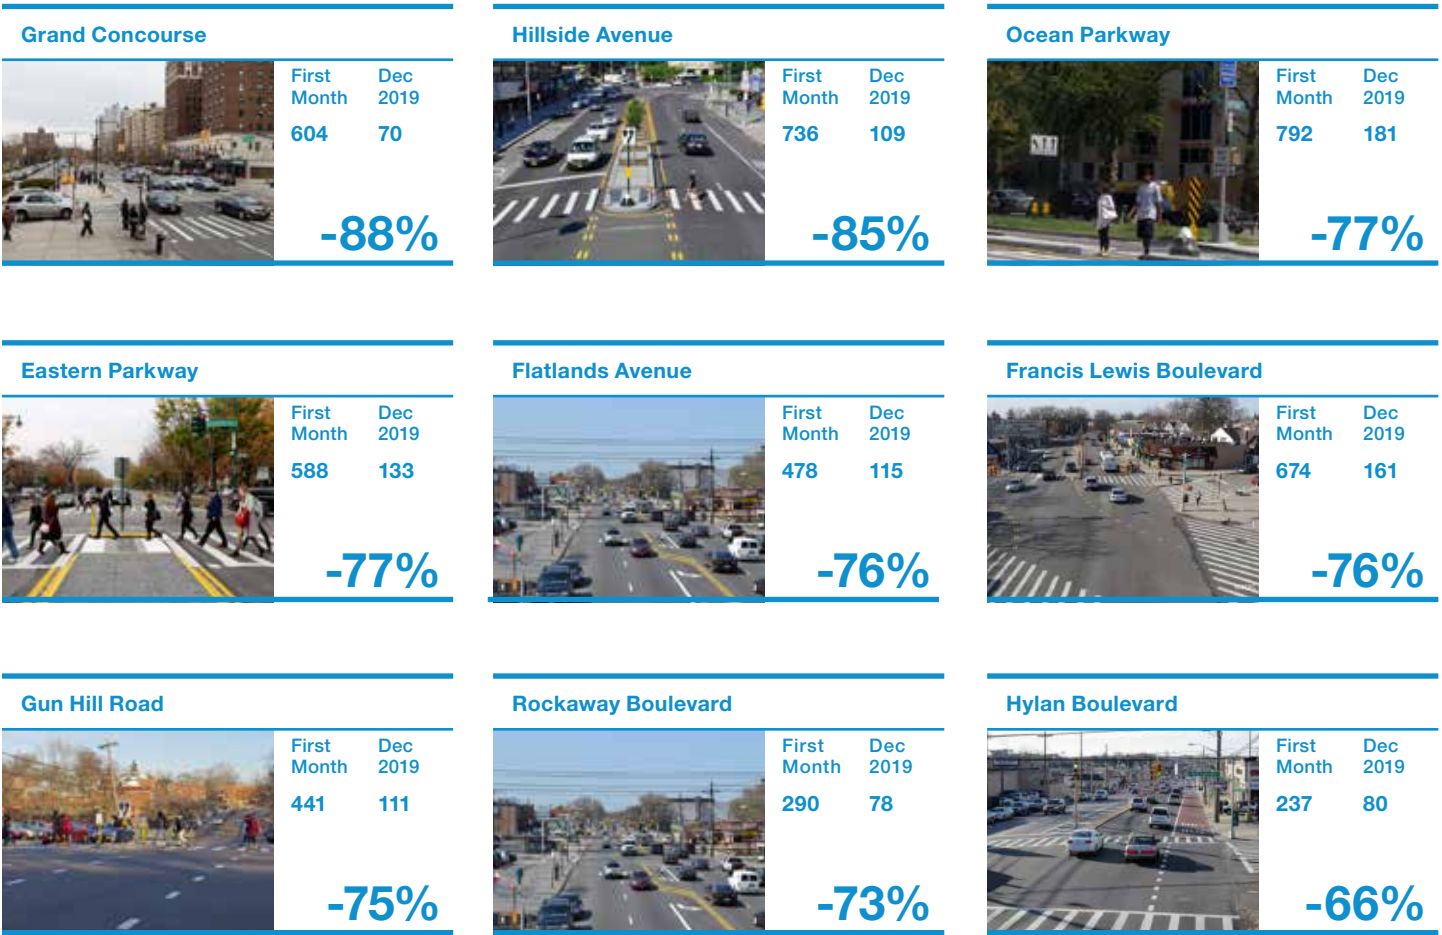 Grand Concourse
First Dec
Month 2019
604 70
-88%
Hillside Avenue
First Dec
Month 2019
736 109
-85%
Ocean Parkway
First Dec
Month 2019
792 181
-77%
Eastern Parkway
First Dec
Month 2019
588 133
-77%
Flatlands Avenue
First Dec
Month 2019
478 115
-76%
Francis Lewis Boulevard
First Dec
Month 2019
674 161
-76%
Gun Hill Road
First Dec
Month 2019
441 111
-75%
Rockaway Boulevard
First Dec
Month 2019
290 78
-73%
Hylan Boulevard
First Dec
Month 2019
237 80
-66%